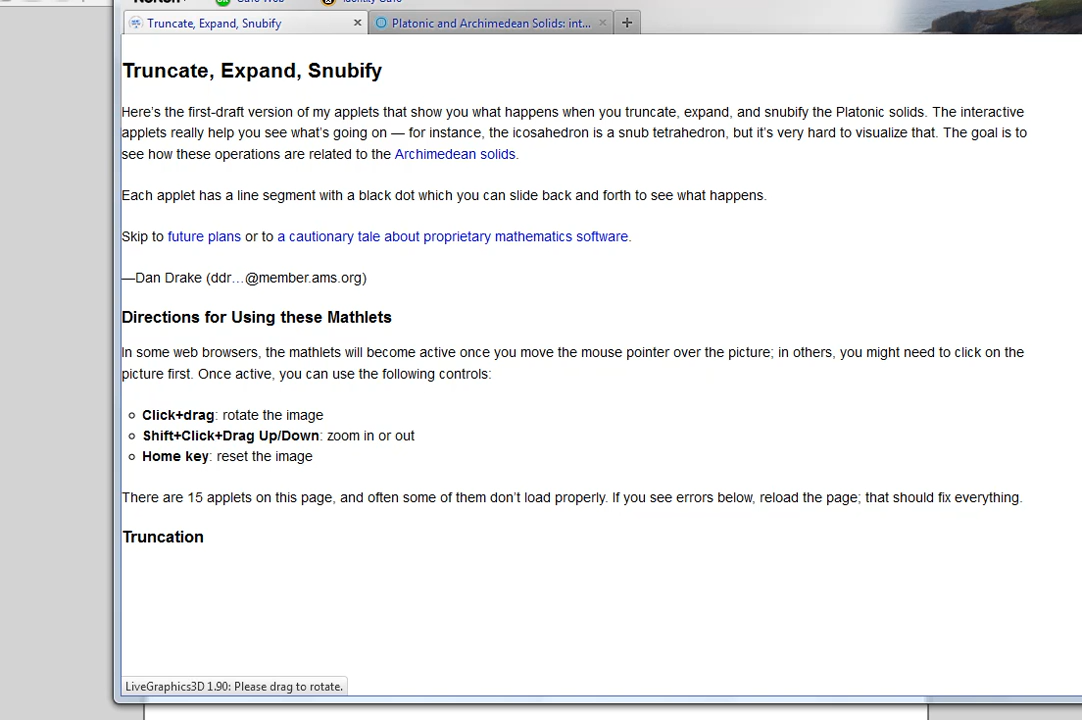 Truncate, Expand, Snubify
Platonic and Archimedean Solids: int...
Truncate, Expand, Snubify
Here's the first-draft version of my applets that show you what happens when you truncate, expand, and snubify the Platonic solids. The interactive
applets really help you see what's going on — for instance, the icosahedron is a snub tetrahedron, but it's very hard to visualize that. The goal is to
see how these operations are related to the Archimedean solids.
Each applet has a line segment with a black dot which you can slide back and forth to see what happens.
Skip to future plans or to a cautionary tale about proprietary mathematics software.
—Dan Drake (ddr...@member.ams.org)
Directions for Using these Mathlets
In some web browsers, the mathlets will become active once you move the mouse pointer over the picture; in others, you might need to click on the
picture first. Once active, you can use the following controls:
Click+drag: rotate the image
Shift+Click+Drag Up/Down: zoom in or out
Home key: reset the image
There are 15 applets on this page, and often some of them don't load properly. If you see errors below, reload the page; that should fix everything.
Truncation
LiveGraphics3D 1.90: Please drag to rotate.